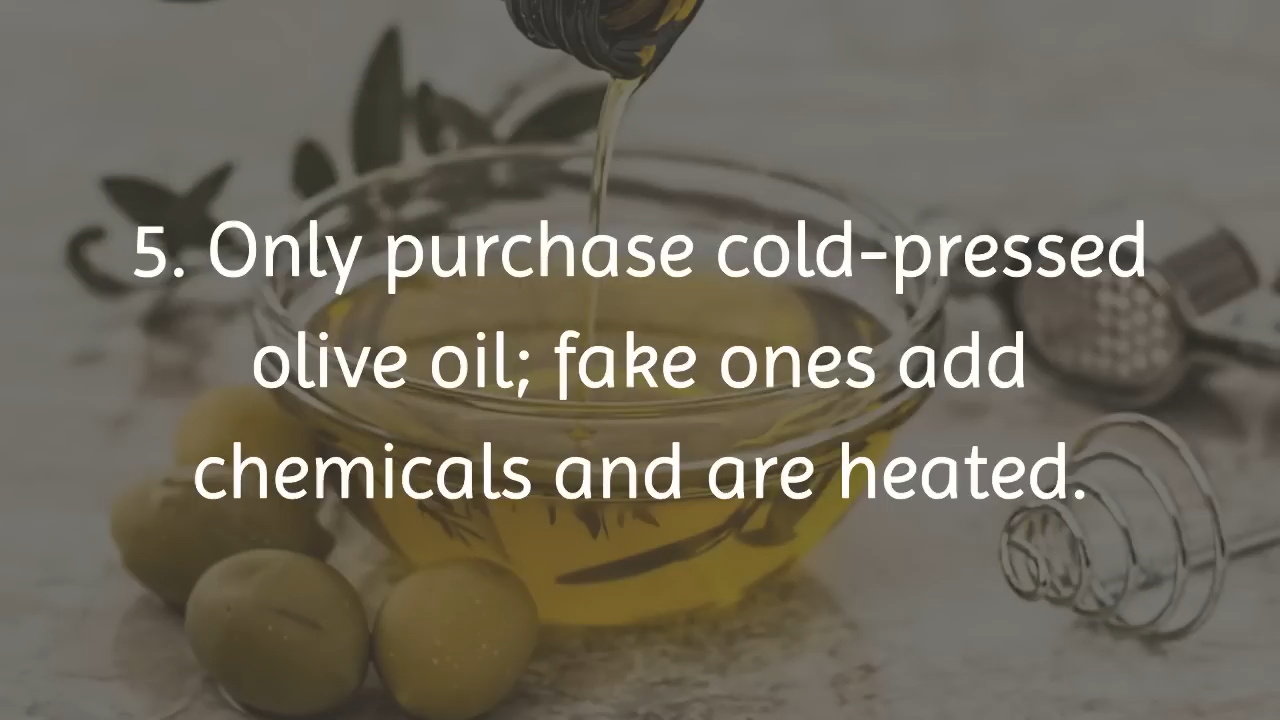 5. Only purchase cold-pressed
olive oil; fake ones add
chemicals and are heated.